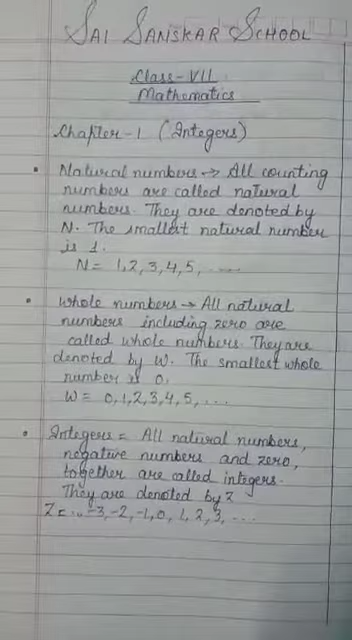 SAI SANSKAR SCHOOL
Class-VII
Mathematics
Chapter-1 (Integers)
• Natural numbers → All counting
numbers are called natural
numbers. They are denoted by
N. The smallest natural number
is 1.
N = 1, 2, 3, 4, 5, .....
• Whole numbers → All natural
numbers including zero are
called whole numbers. They are
denoted by W. The smallest whole
number is 0.
W = 0, 1, 2, 3, 4, 5, ...
• Integers = All natural numbers,
negative numbers and zero,
together are called integers.
They are denoted by Z
Z = ... -3, -2, -1, 0, 1, 2, 3, ...